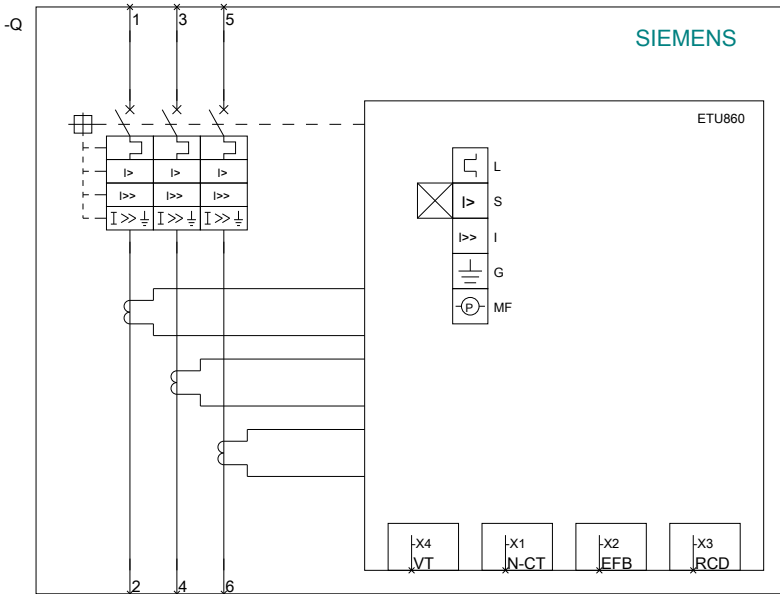 -Q
1 3 5
SIEMENS
ETU860
L
I> I> I>
I> S
I>> I>> I>>
I>> I
I>> I>> I>>
G
P MF
-X4 -X1 -X2 -X3
VT N-CT EFB RCD
2 4 6